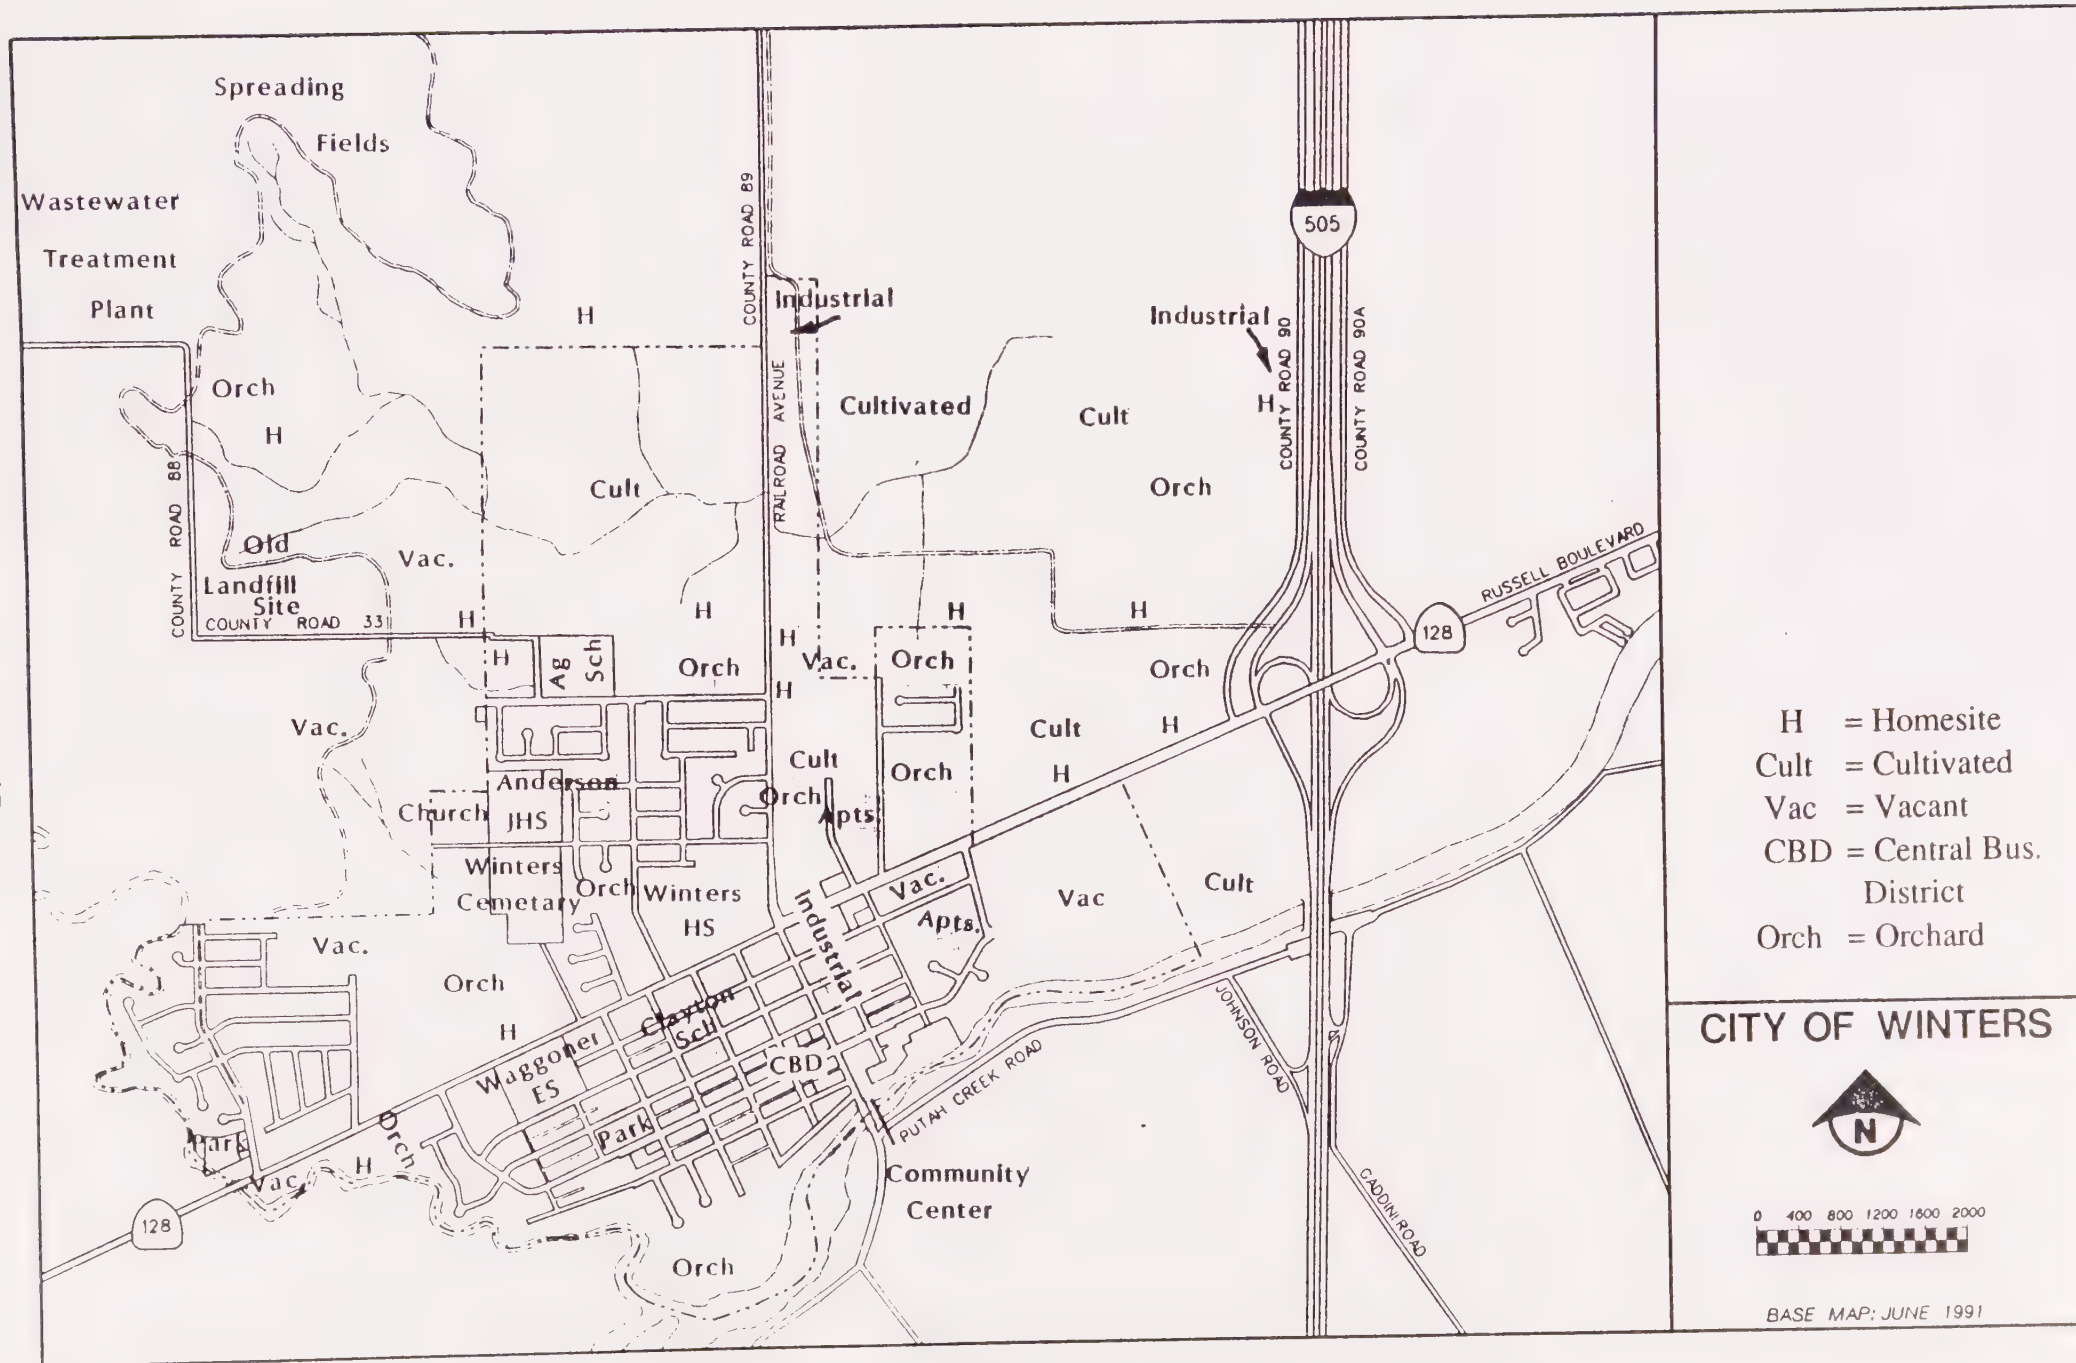 Spreading
Fields
Wastewater
Treatment
Plant
COUNTY ROAD 89
505
H
Industrial
Industrial
COUNTY ROAD 90
COUNTY ROAD 90A
Orch
H
RAILROAD AVENUE
Cultivated
Cult
H
COUNTY ROAD 88
Cult
Orch
Old
Landfill
Site
Vac.
COUNTY ROAD 33
H
H
H
H
H
RUSSELL BOULEVARD
128
H
Ag
Sch
Orch
H
Vac.
Orch
Orch
Vac.
Cult
H
Cult
Orch
H
Anderson
JHS
Church
Orch
Apts
Winters
Cemetary
Orch
Winters
HS
Industrial
Vac.
Apts.
Vac
Cult
Vac.
Orch
H
Clayton
Sch
Waggoner
ES
CBD
Park
Park
Orch
H
Vac
128
PUTAH CREEK ROAD
JOHNSON ROAD
GADDINI ROAD
Community
Center
Orch
H = Homesite
Cult = Cultivated
Vac = Vacant
CBD = Central Bus.
District
Orch = Orchard
CITY OF WINTERS
N
0 400 800 1200 1600 2000
BASE MAP: JUNE 1991